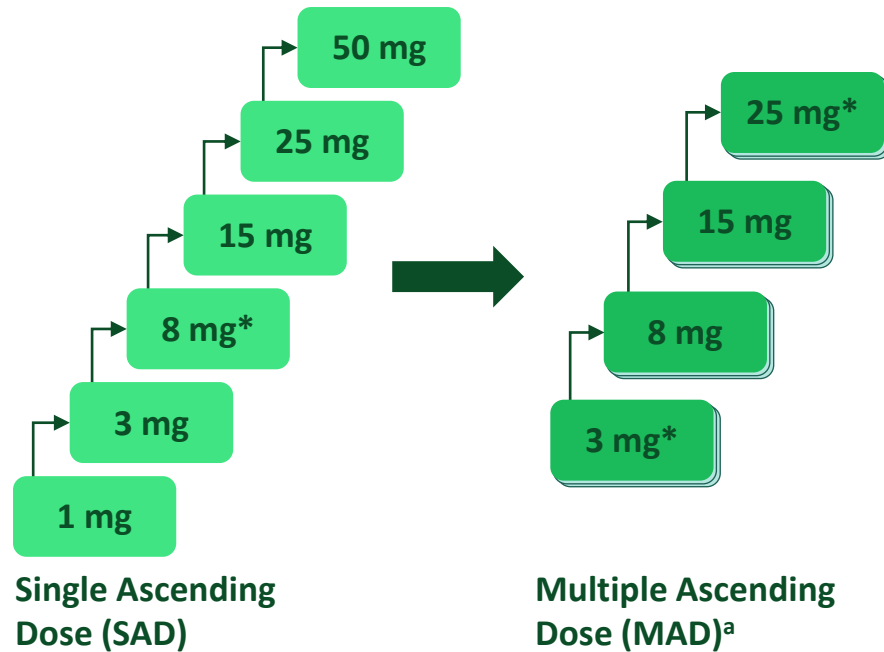 50 mg
25 mg
15 mg
8 mg*
3 mg
1 mg
Single Ascending
Dose (SAD)
25 mg*
15 mg
8 mg
3 mg*
Multiple Ascending
Dose (MAD)ᵃ